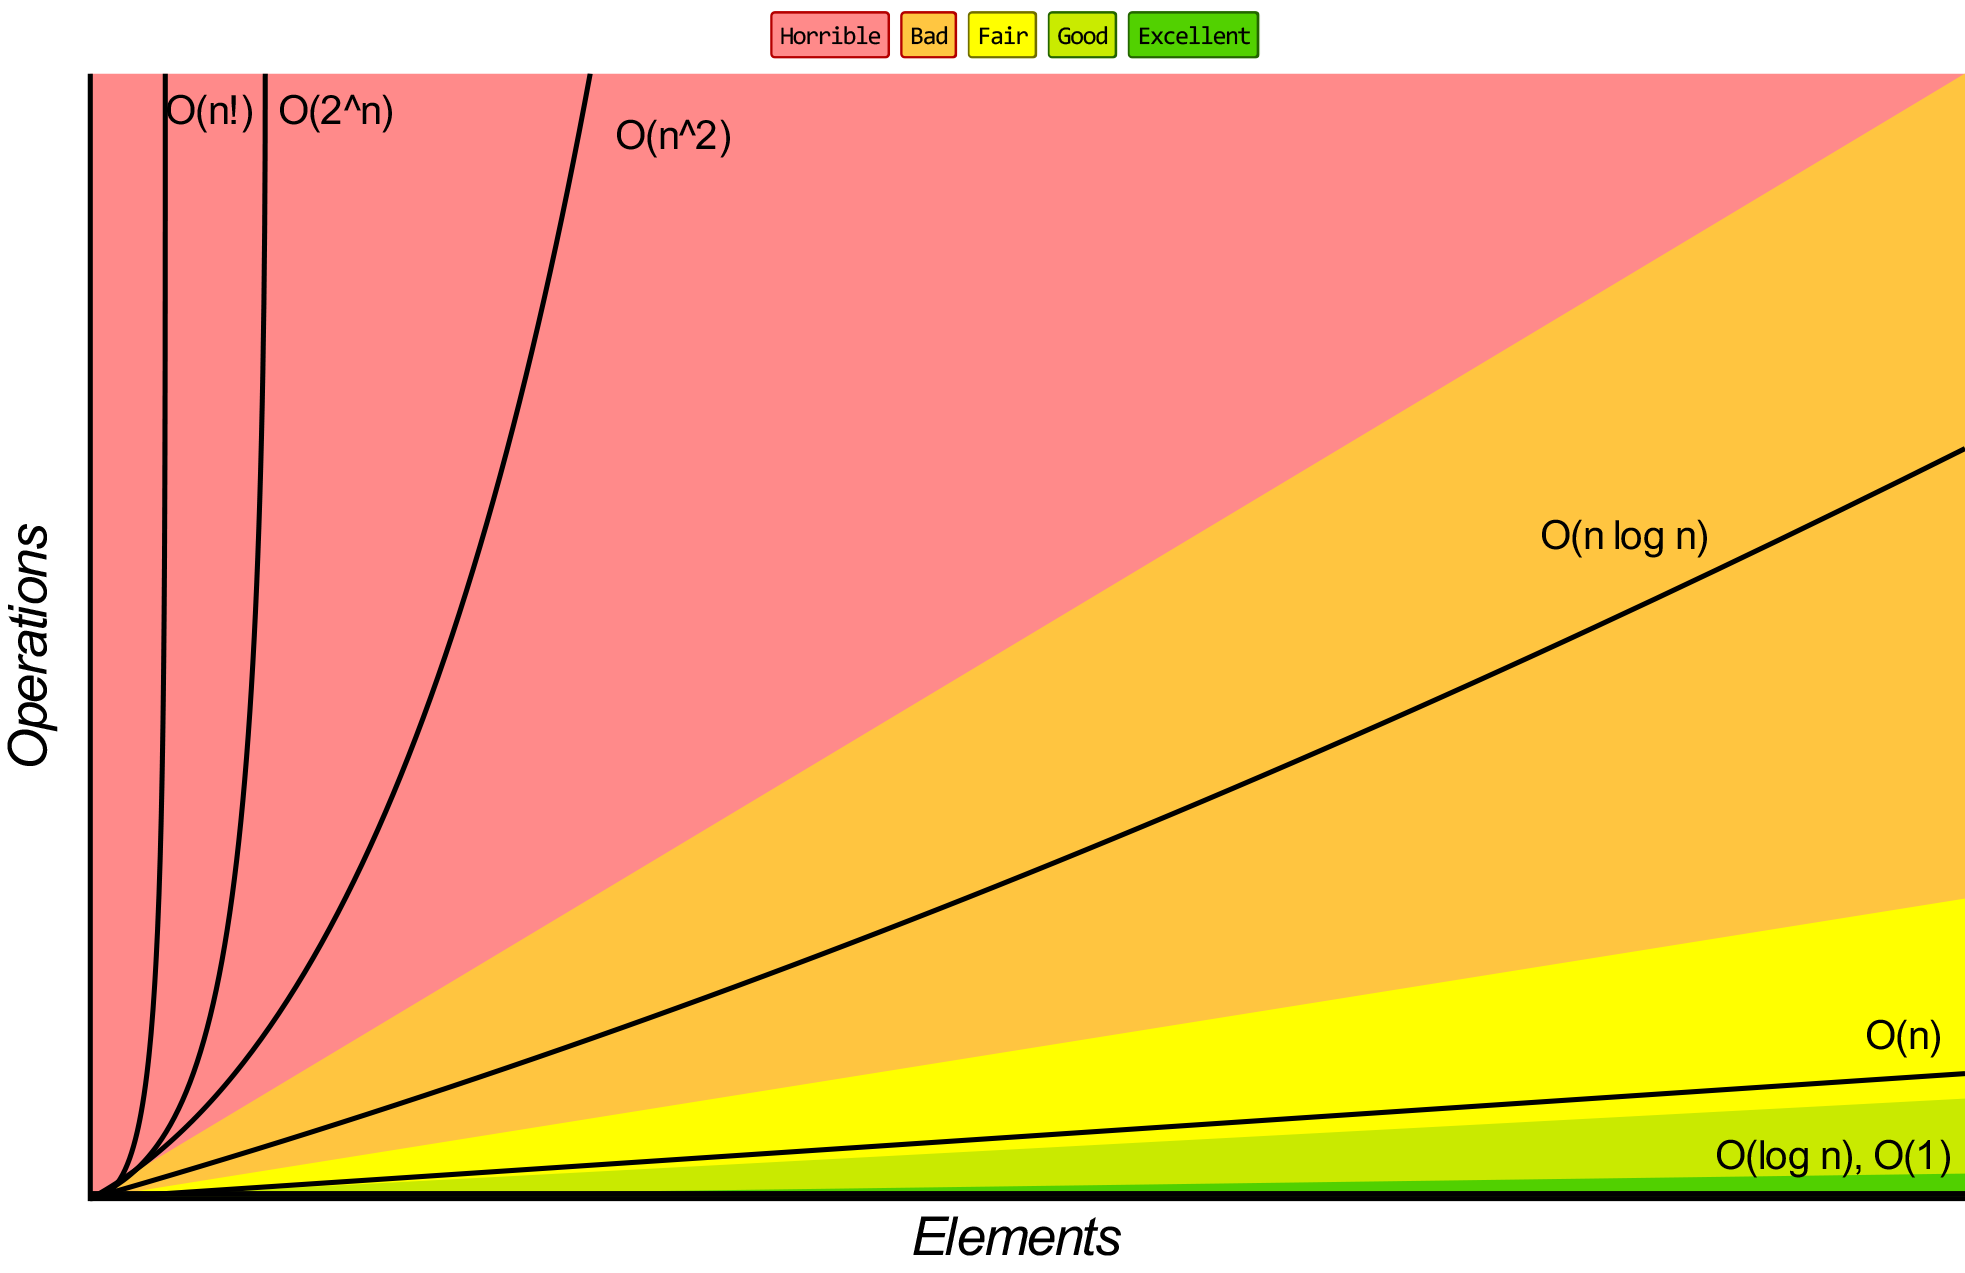 Horrible Bad Fair Good Excellent
O(n!) O(2^n)
O(n^2)
O(n log n)
Operations
O(n)
O(log n), O(1)
Elements